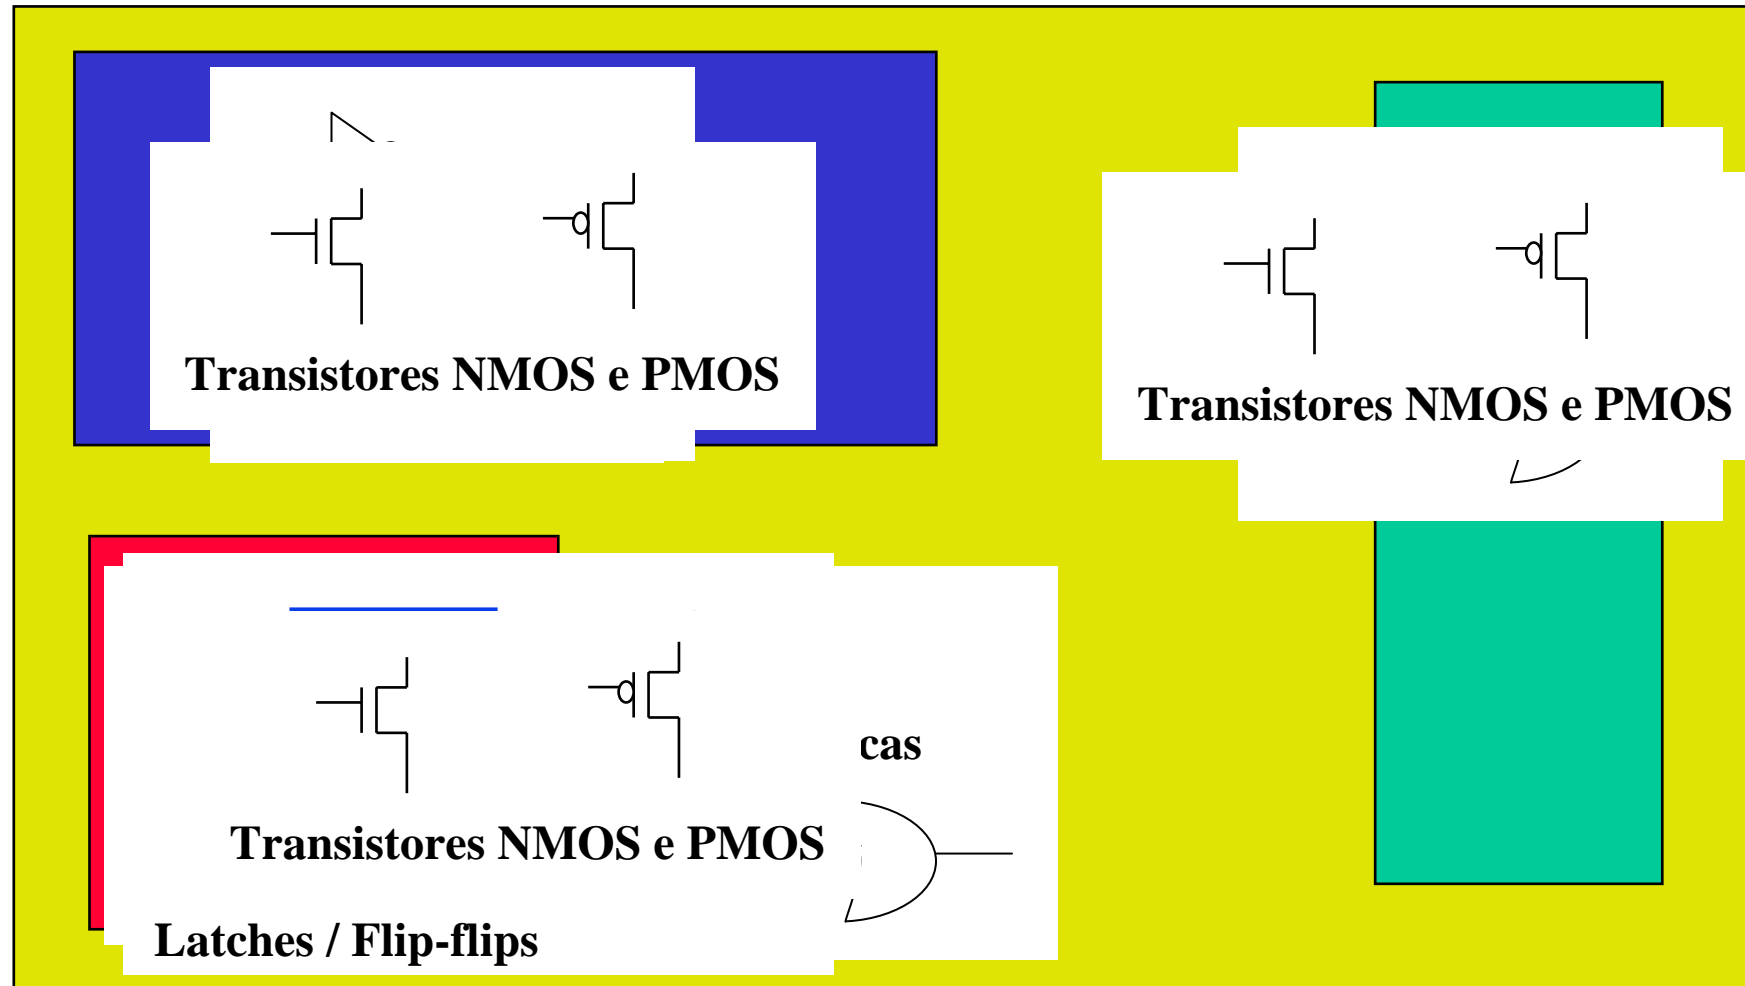 Transistores NMOS e PMOS
Transistores NMOS e PMOS
cas
Transistores NMOS e PMOS
Latches / Flip-flips